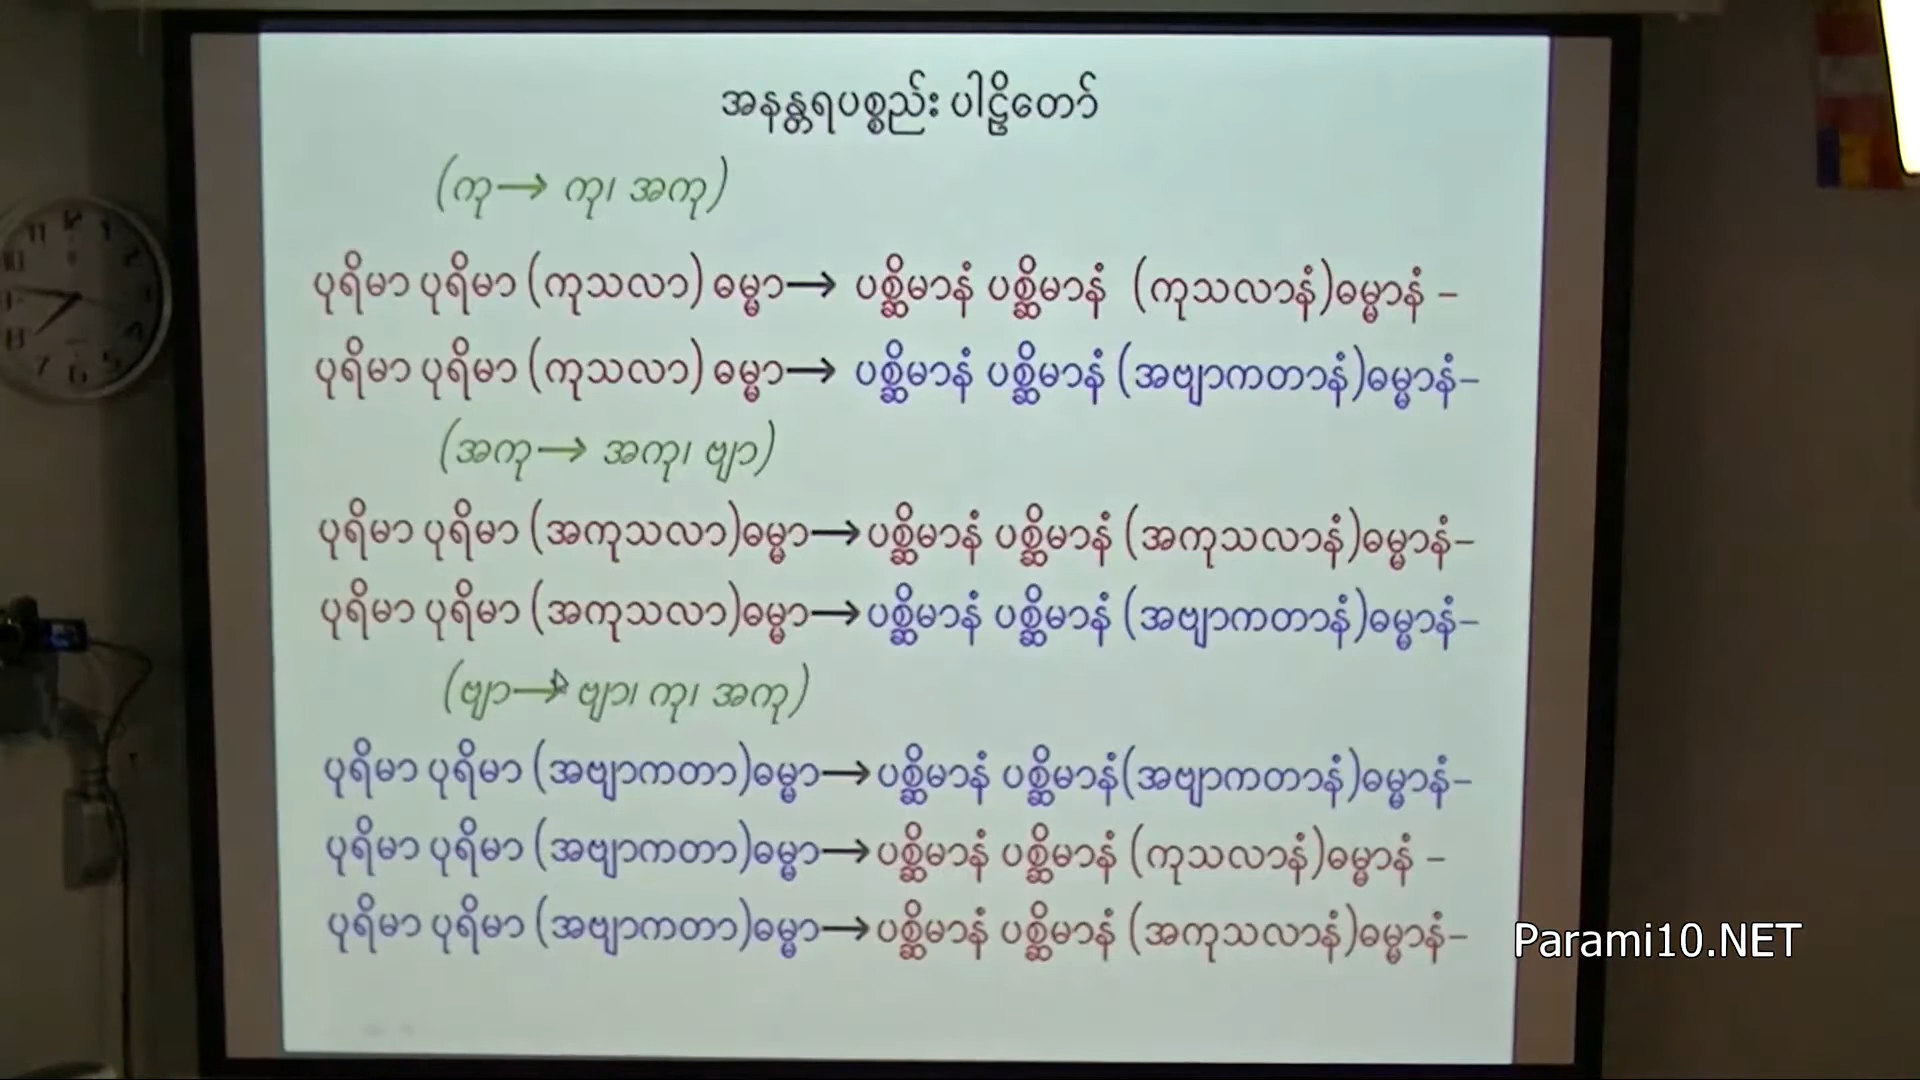 အနန္တရပစ္စည်း ပါဠိတော်
(ကု→ ကု၊ အကု)
ပုရိမာ ပုရိမာ (ကုသလာ) ဓမ္မာ→ ပစ္ဆိမာနံ ပစ္ဆိမာနံ (ကုသလာနံ)ဓမ္မာနံ –
ပုရိမာ ပုရိမာ (ကုသလာ) ဓမ္မာ→ ပစ္ဆိမာနံ ပစ္ဆိမာနံ (အဗျာကတာနံ)ဓမ္မာနံ–
(အကု→ အကု၊ ဗျာ)
ပုရိမာ ပုရိမာ (အကုသလာ)ဓမ္မာ→ပစ္ဆိမာနံ ပစ္ဆိမာနံ (အကုသလာနံ)ဓမ္မာနံ–
ပုရိမာ ပုရိမာ (အကုသလာ)ဓမ္မာ→ပစ္ဆိမာနံ ပစ္ဆိမာနံ (အဗျာကတာနံ)ဓမ္မာနံ–
(ဗျာ→ ဗျာ၊ ကု၊ အကု)
ပုရိမာ ပုရိမာ (အဗျာကတာ)ဓမ္မာ→ပစ္ဆိမာနံ ပစ္ဆိမာနံ(အဗျာကတာနံ)ဓမ္မာနံ–
ပုရိမာ ပုရိမာ (အဗျာကတာ)ဓမ္မာ→ပစ္ဆိမာနံ ပစ္ဆိမာနံ (ကုသလာနံ)ဓမ္မာနံ –
ပုရိမာ ပုရိမာ (အဗျာကတာ)ဓမ္မာ→ပစ္ဆိမာနံ ပစ္ဆိမာနံ (အကုသလာနံ)ဓမ္မာနံ–
Parami10.NET